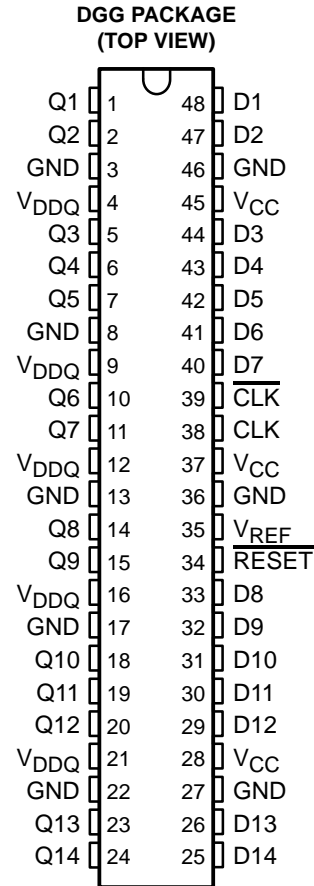 DGG PACKAGE
(TOP VIEW)
Q1 1 48 D1
Q2 2 47 D2
GND 3 46 GND
VDDQ 4 45 VCC
Q3 5 44 D3
Q4 6 43 D4
Q5 7 42 D5
GND 8 41 D6
VDDQ 9 40 D7
Q6 10 39 C̅L̅K̅
Q7 11 38 CLK
VDDQ 12 37 VCC
GND 13 36 GND
Q8 14 35 VREF
Q9 15 34 R̅E̅S̅E̅T̅
VDDQ 16 33 D8
GND 17 32 D9
Q10 18 31 D10
Q11 19 30 D11
Q12 20 29 D12
VDDQ 21 28 VCC
GND 22 27 GND
Q13 23 26 D13
Q14 24 25 D14